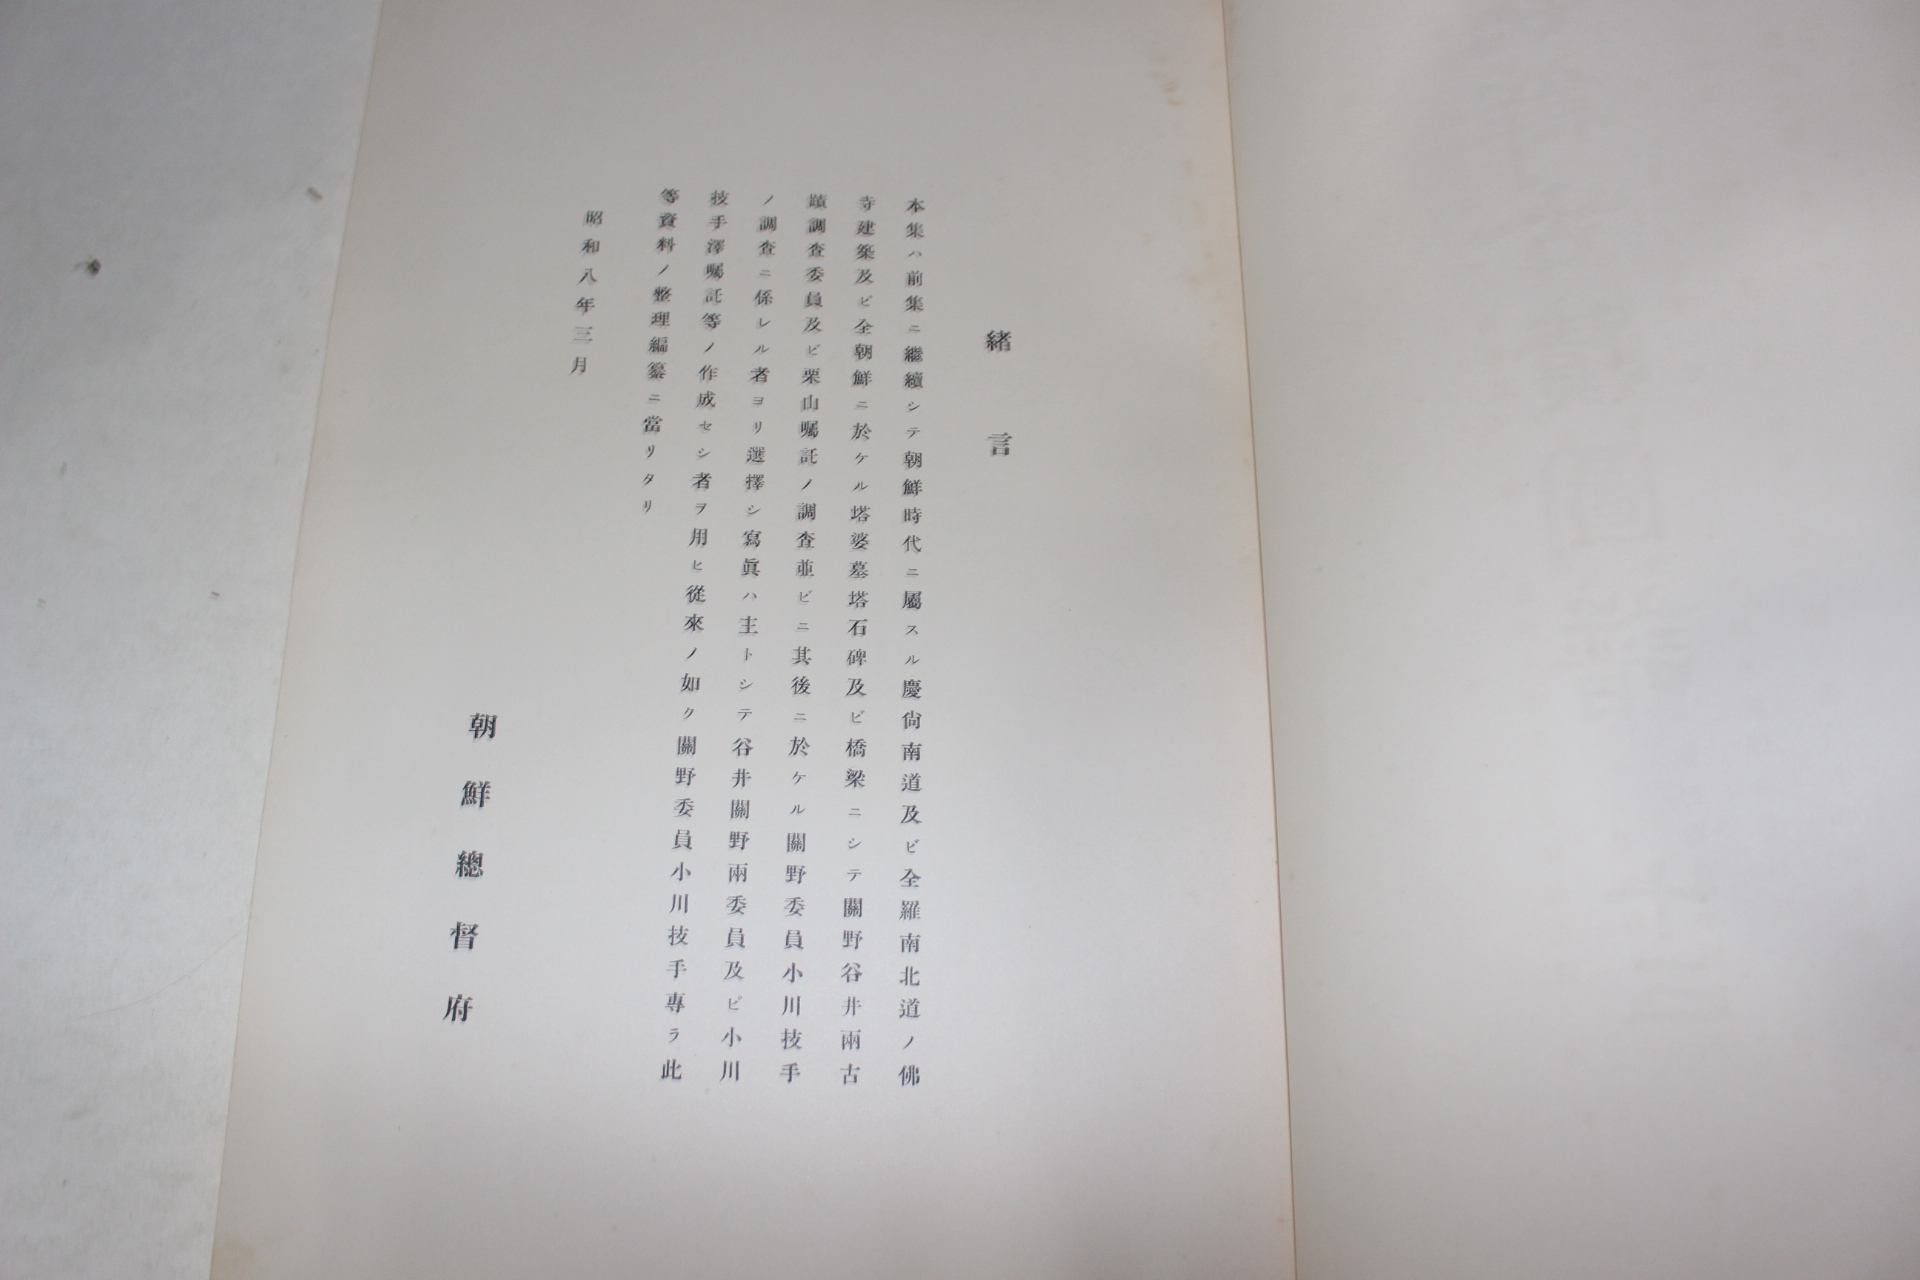 緒言
本集ハ前集ニ繼續シテ朝鮮時代ニ屬スル慶尙南道及ビ全羅南北道ノ佛
寺建築及ビ全朝鮮ニ於ケル塔婆墓塔石碑及ビ橋梁ニシテ關野谷井兩古
蹟調査委員及ビ栗山囑託ノ調査並ビニ其後ニ於ケル關野委員小川技手
ノ調査ニ係レル者ヨリ選擇シ寫眞ハ主トシテ谷井關野兩委員及ビ小川
技手澤囑託等ノ作成セシ者ヲ用ヒ從來ノ如ク關野委員小川技手專ラ此
等資料ノ整理編纂ニ當リタリ
昭和八年三月
朝鮮總督府